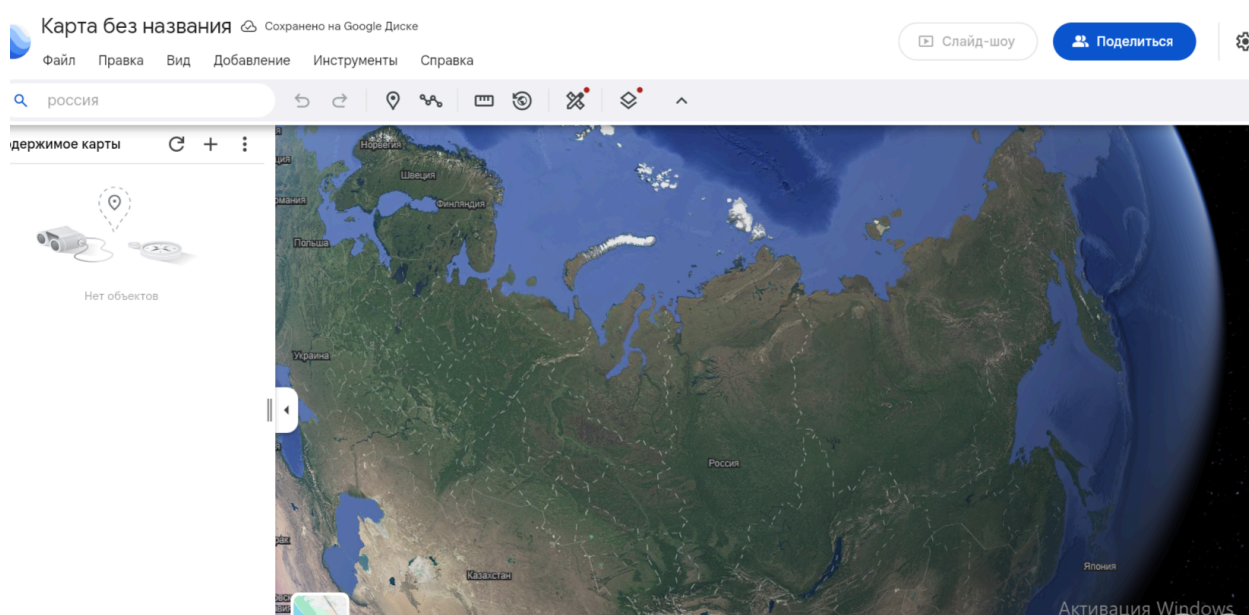 Карта без названия Сохранено на Google Диске
Слайд-шоу Поделиться
Файл Правка Вид Добавление Инструменты Справка
россия
одержимое карты
Нет объектов
Норвегия
Швеция
Финляндия
Польша
Украина
Россия
Казахстан
Япония
Активация Windows